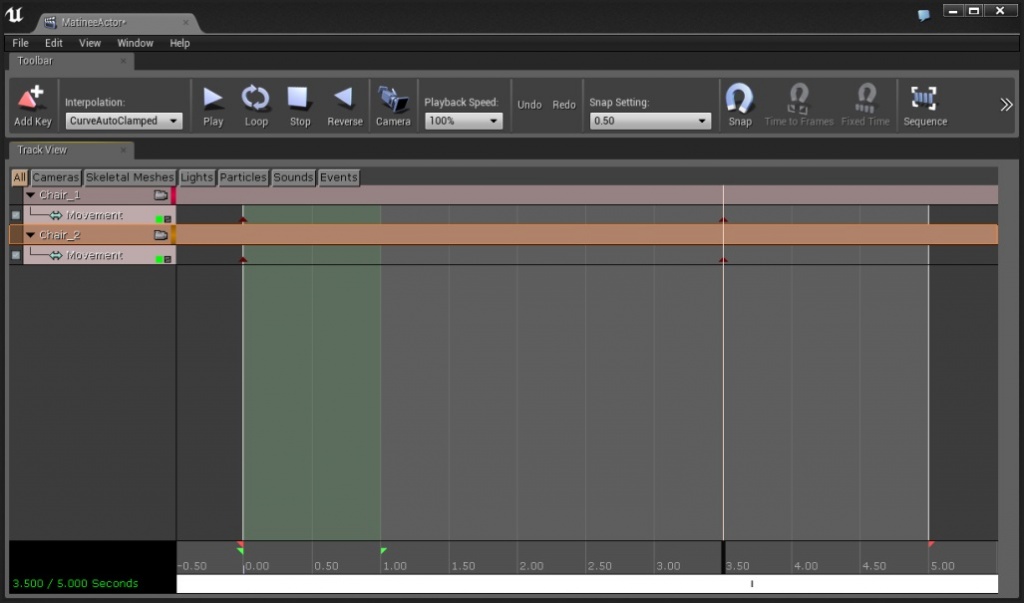 MatineeActor*
File Edit View Window Help
Toolbar
Interpolation: Playback Speed: Snap Setting:
Undo Redo
CurveAutoClamped 100% 0.50
Add Key Play Loop Stop Reverse Camera Snap Time to Frames Fixed Time Sequence
Track View
All Cameras Skeletal Meshes Lights Particles Sounds Events
Chair_1
Movement
Chair_2
Movement
-0.50 0.00 0.50 1.00 1.50 2.00 2.50 3.00 3.50 4.00 4.50 5.00
3.500 / 5.000 Seconds